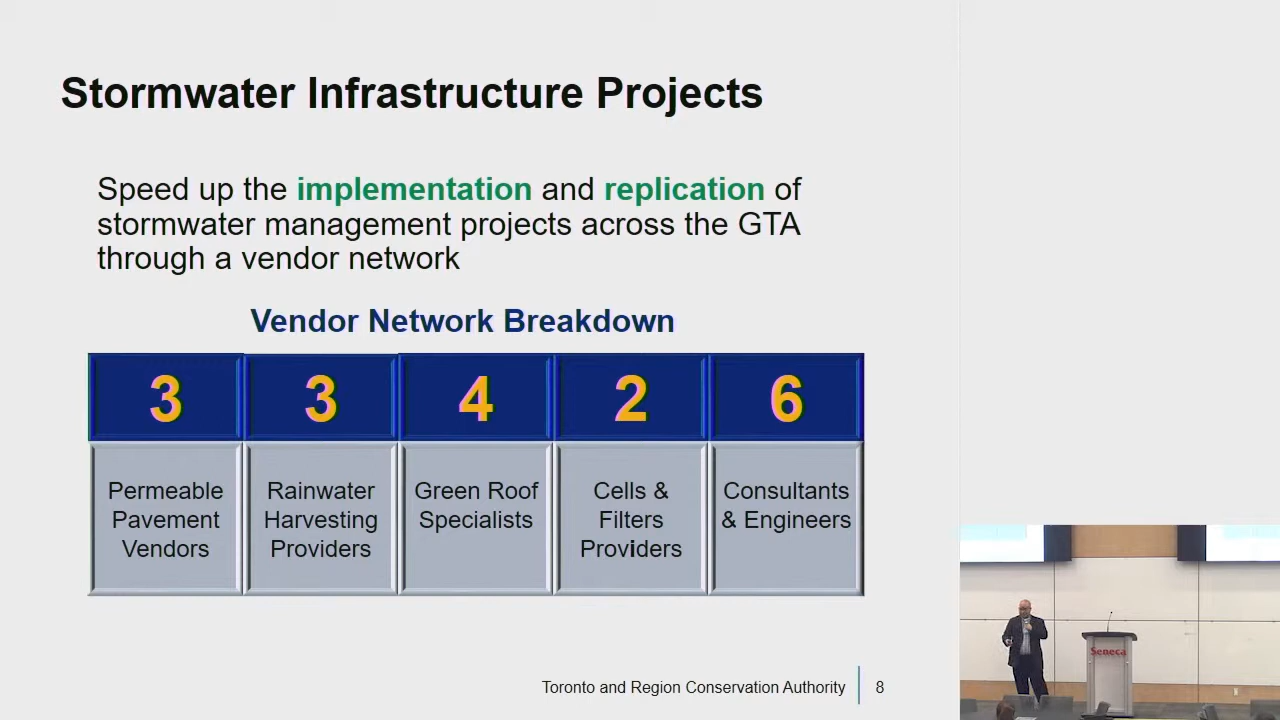 Stormwater Infrastructure Projects
Speed up the implementation and replication of
stormwater management projects across the GTA
through a vendor network
Vendor Network Breakdown
3
3
4
2
6
Permeable
Pavement
Vendors
Rainwater
Harvesting
Providers
Green Roof
Specialists
Cells &
Filters
Providers
Consultants
& Engineers
Toronto and Region Conservation Authority
8
Seneca